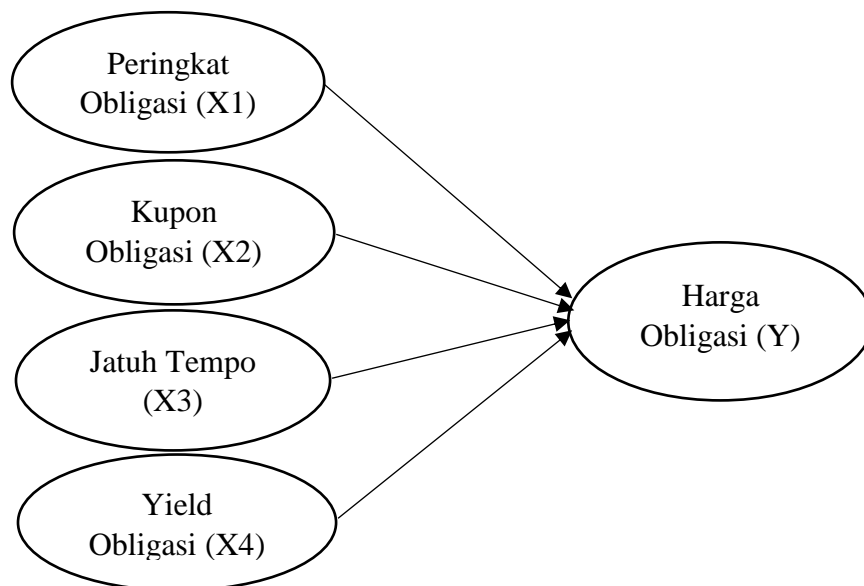 Peringkat
Obligasi (X1)
Kupon
Obligasi (X2)
Jatuh Tempo
(X3)
Yield
Obligasi (X4)
Harga
Obligasi (Y)